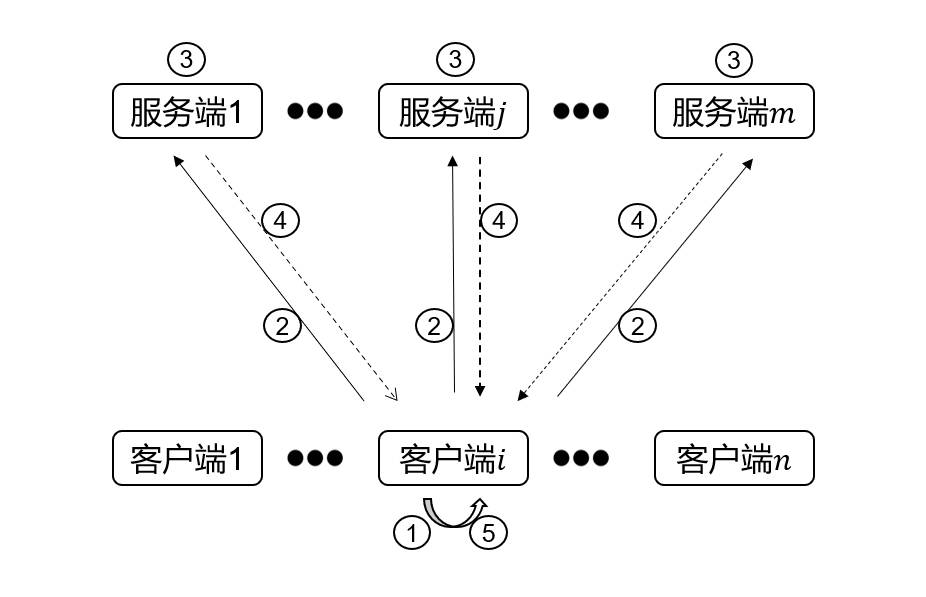 ③ ③ ③
服务端1 ●●● 服务端j ●●● 服务端m
④ ④ ④
② ② ②
客户端1 ●●● 客户端i ●●● 客户端n
① ⑤